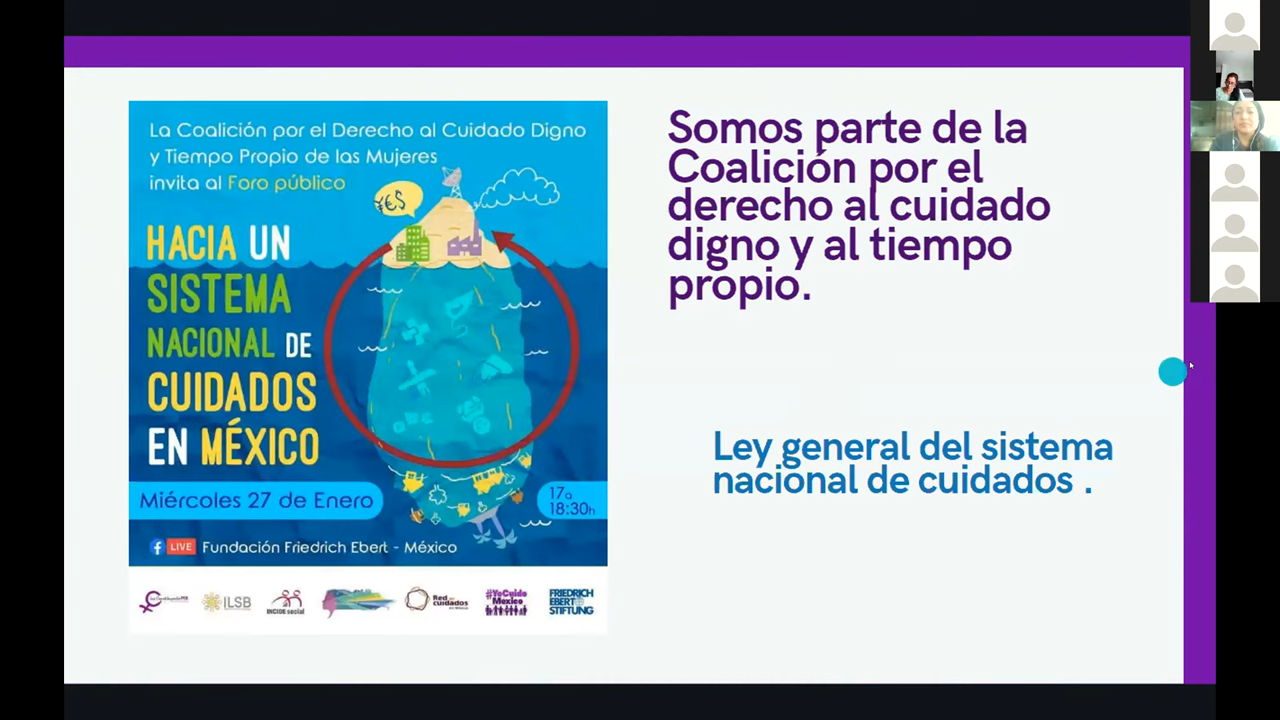 La Coalición por el Derecho al Cuidado Digno
y Tiempo Propio de las Mujeres
invita al Foro público
¥€$
HACIA UN
SISTEMA
NACIONAL DE
CUIDADOS
EN MÉXICO
Miércoles 27 de Enero
17a
18:30h
LIVE Fundación Friedrich Ebert - México
ILSB
INCIDE social
Red de
cuidados
en México
#YoCuido
México
FRIEDRICH
EBERT
STIFTUNG
Somos parte de la
Coalición por el
derecho al cuidado
digno y al tiempo
propio.
Ley general del sistema
nacional de cuidados .